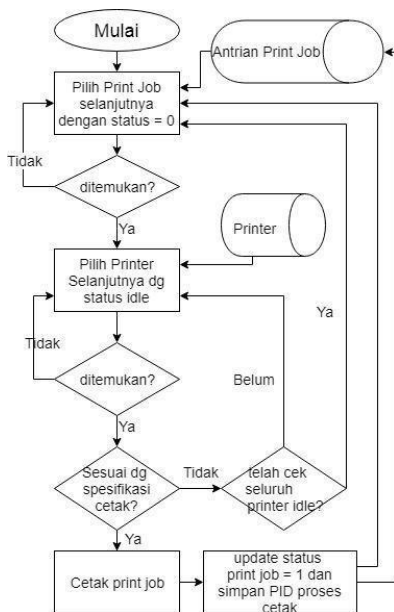 Mulai
Antrian Print Job
Pilih Print Job
selanjutnya
dengan status = 0
Tidak
ditemukan?
Ya
Printer
Pilih Printer
Selanjutnya dg
status idle
Ya
Tidak
ditemukan?
Belum
Ya
Sesuai dg
spesifikasi
cetak?
Tidak
telah cek
seluruh
printer idle?
Ya
Cetak print job
update status
print job = 1 dan
simpan PID proses
cetak